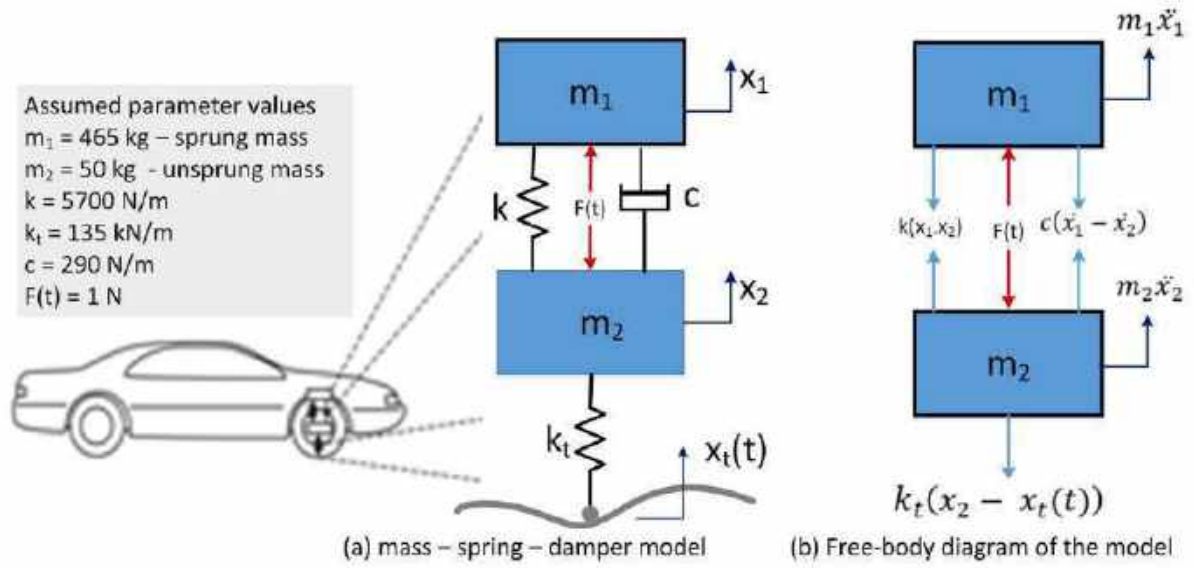 Assumed parameter values
m₁ = 465 kg – sprung mass
m₂ = 50 kg - unsprung mass
k = 5700 N/m
kₜ = 135 kN/m
c = 290 N/m
F(t) = 1 N
m₁
x₁
k
F(t)
c
m₂
x₂
kₜ
xₜ(t)
(a) mass – spring – damper model
m₁ẍ₁
m₁
k(x₁-x₂)
F(t)
c(ẋ₁ − ẋ₂)
m₂ẍ₂
m₂
kₜ(x₂ − xₜ(t))
(b) Free-body diagram of the model